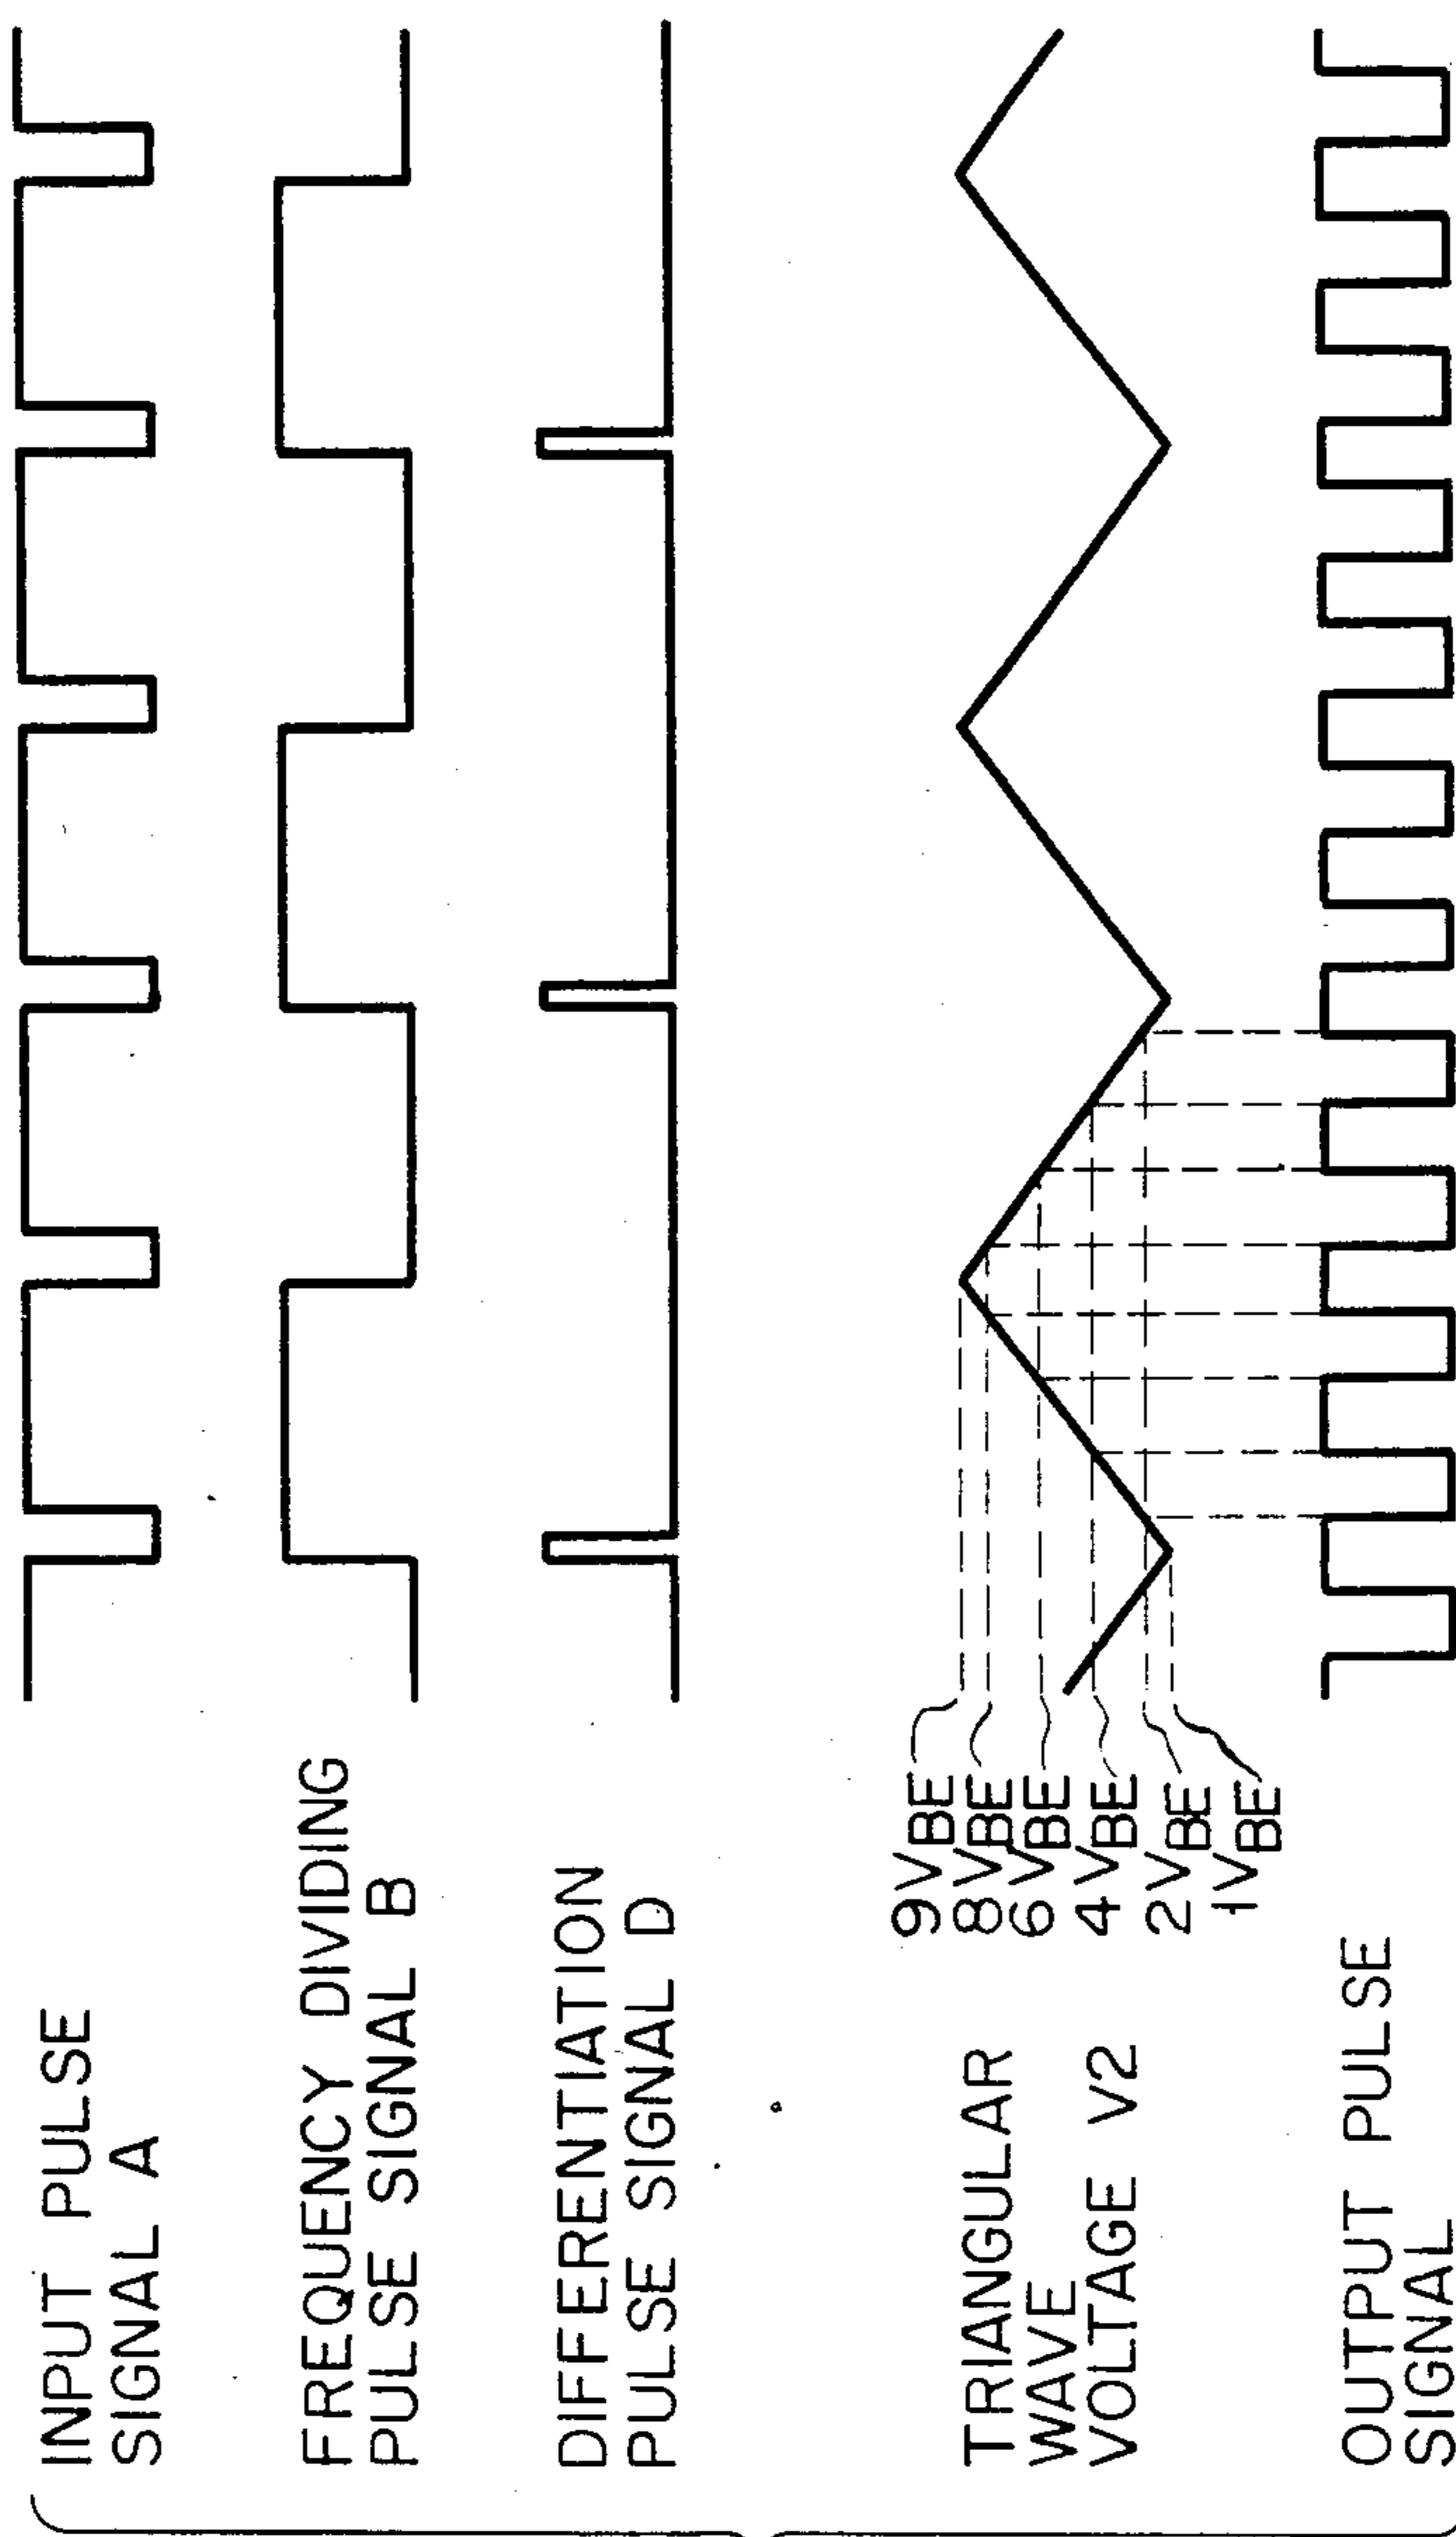 INPUT PULSE
SIGNAL A
FREQUENCY DIVIDING
PULSE SIGNAL B
DIFFERENTIATION
PULSE SIGNAL D
TRIANGULAR
WAVE
VOLTAGE V2
9VBE
8VBE
6VBE
4VBE
2VBE
1VBE
OUTPUT PULSE
SIGNAL